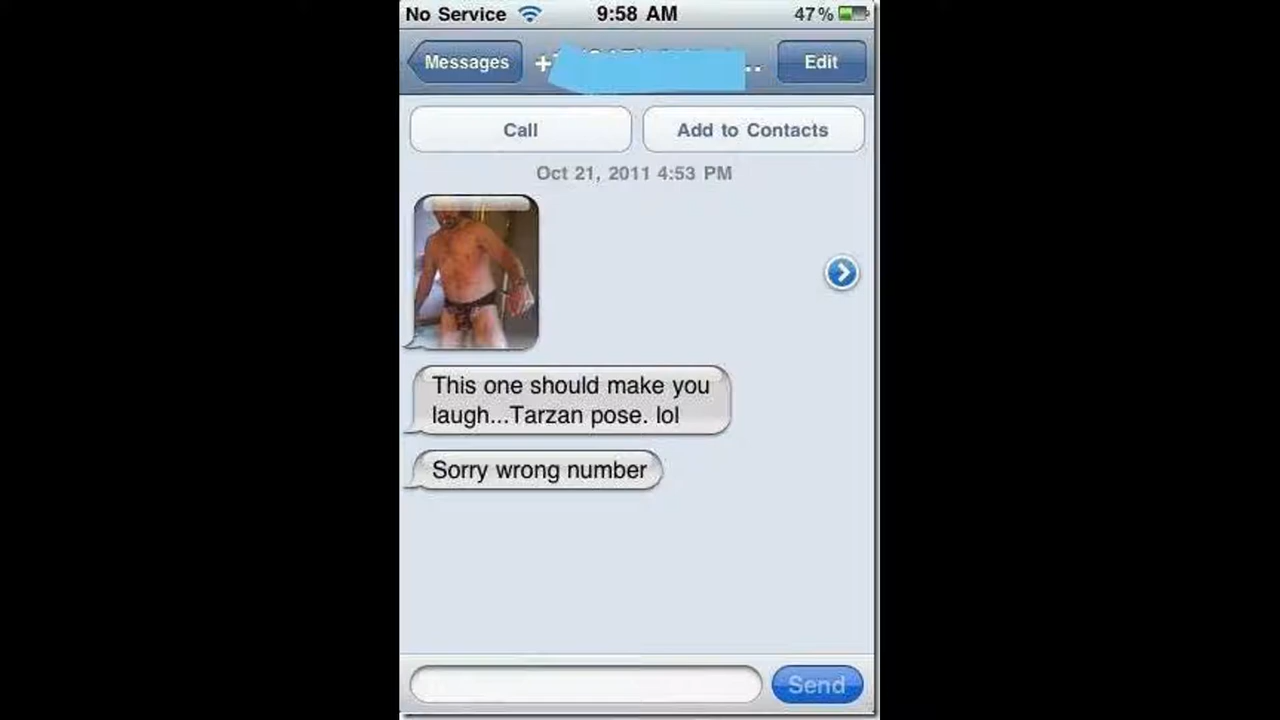 No Service 9:58 AM 47%
Messages Edit
Call Add to Contacts
Oct 21, 2011 4:53 PM
This one should make you
laugh...Tarzan pose. lol
Sorry wrong number
Send